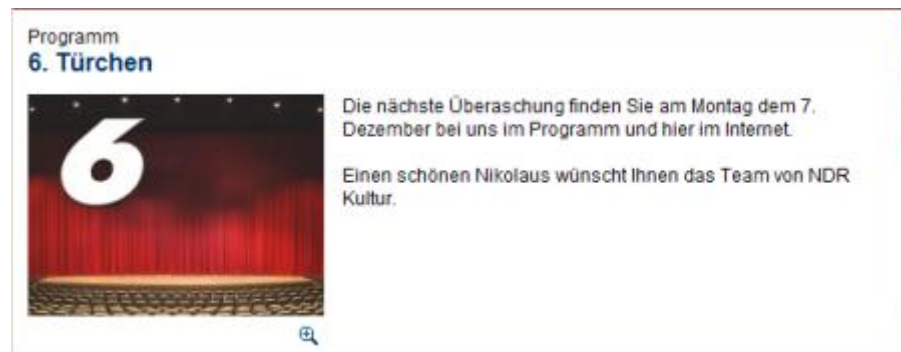 Programm
6. Türchen
6
Die nächste Überaschung finden Sie am Montag dem 7.
Dezember bei uns im Programm und hier im Internet.
Einen schönen Nikolaus wünscht Ihnen das Team von NDR
Kultur.